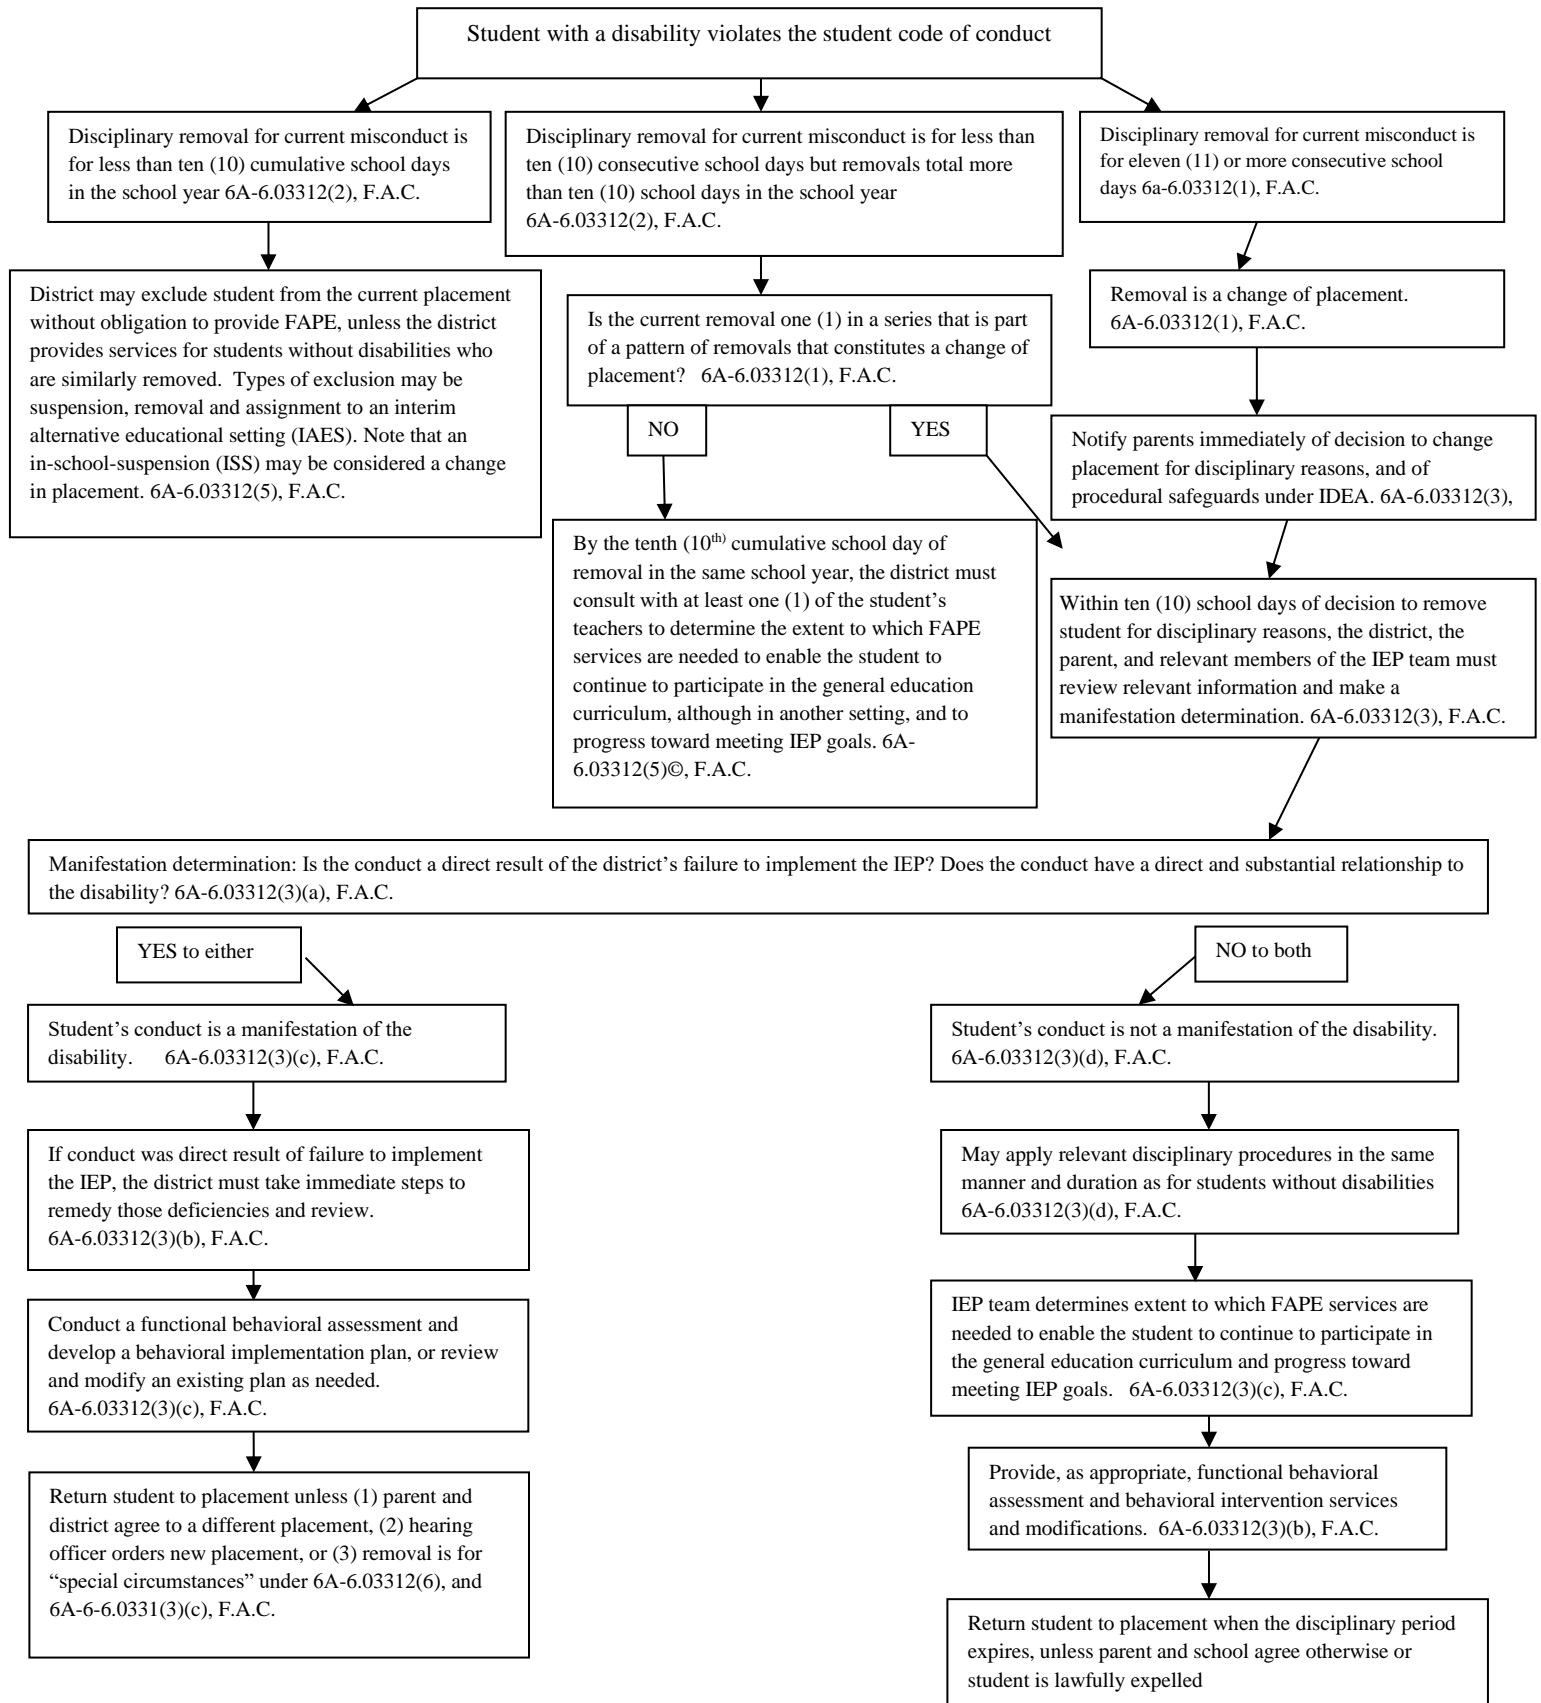 Student with a disability violates the student code of conduct
Disciplinary removal for current misconduct is
for less than ten (10) cumulative school days
in the school year 6A-6.03312(2), F.A.C.
Disciplinary removal for current misconduct is for less than
ten (10) consecutive school days but removals total more
than ten (10) school days in the school year
6A-6.03312(2), F.A.C.
Disciplinary removal for current misconduct is
for eleven (11) or more consecutive school
days 6a-6.03312(1), F.A.C.
District may exclude student from the current placement
without obligation to provide FAPE, unless the district
provides services for students without disabilities who
are similarly removed.  Types of exclusion may be
suspension, removal and assignment to an interim
alternative educational setting (IAES). Note that an
in-school-suspension (ISS) may be considered a change
in placement. 6A-6.03312(5), F.A.C.
Is the current removal one (1) in a series that is part
of a pattern of removals that constitutes a change of
placement?   6A-6.03312(1), F.A.C.
Removal is a change of placement.
6A-6.03312(1), F.A.C.
NO
YES
Notify parents immediately of decision to change
placement for disciplinary reasons, and of
procedural safeguards under IDEA. 6A-6.03312(3),
By the tenth (10th) cumulative school day of
removal in the same school year, the district must
consult with at least one (1) of the student’s
teachers to determine the extent to which FAPE
services are needed to enable the student to
continue to participate in the general education
curriculum, although in another setting, and to
progress toward meeting IEP goals. 6A-
6.03312(5)©, F.A.C.
Within ten (10) school days of decision to remove
student for disciplinary reasons, the district, the
parent, and relevant members of the IEP team must
review relevant information and make a
manifestation determination. 6A-6.03312(3), F.A.C.
Manifestation determination: Is the conduct a direct result of the district’s failure to implement the IEP? Does the conduct have a direct and substantial relationship to
the disability? 6A-6.03312(3)(a), F.A.C.
YES to either
NO to both
Student’s conduct is a manifestation of the
disability.     6A-6.03312(3)(c), F.A.C.
If conduct was direct result of failure to implement
the IEP, the district must take immediate steps to
remedy those deficiencies and review.
6A-6.03312(3)(b), F.A.C.
Conduct a functional behavioral assessment and
develop a behavioral implementation plan, or review
and modify an existing plan as needed.
6A-6.03312(3)(c), F.A.C.
Return student to placement unless (1) parent and
district agree to a different placement, (2) hearing
officer orders new placement, or (3) removal is for
“special circumstances” under 6A-6.03312(6), and
6A-6-6.0331(3)(c), F.A.C.
Student’s conduct is not a manifestation of the disability.
6A-6.03312(3)(d), F.A.C.
May apply relevant disciplinary procedures in the same
manner and duration as for students without disabilities
6A-6.03312(3)(d), F.A.C.
IEP team determines extent to which FAPE services are
needed to enable the student to continue to participate in
the general education curriculum and progress toward
meeting IEP goals.   6A-6.03312(3)(c), F.A.C.
Provide, as appropriate, functional behavioral
assessment and behavioral intervention services
and modifications.  6A-6.03312(3)(b), F.A.C.
Return student to placement when the disciplinary period
expires, unless parent and school agree otherwise or
student is lawfully expelled